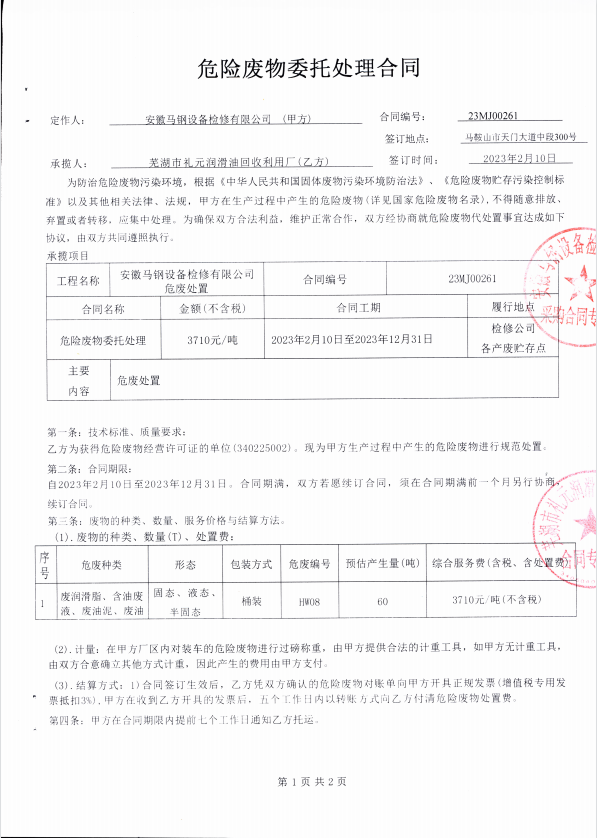 危险废物委托处理合同
定作人： 安徽马钢设备检修有限公司 (甲方) 合同编号： 23MJ00261
签订地点： 马鞍山市天门大道中段300号
承揽人： 芜湖市礼元润滑油回收利用厂(乙方) 签订时间： 2023年2月10日
为防治危险废物污染环境，根据《中华人民共和国固体废物污染环境防治法》、《危险废物贮存污染控制标
准》以及其他相关法律、法规，甲方在生产过程中产生的危险废物(详见国家危险废物名录),不得随意排放、
弃置或者转移，应集中处理。为确保双方合法利益，维护正常合作，双方经协商就危险废物代处置事宜达成如下
协议，由双方共同遵照执行。
承揽项目
工程名称 安徽马钢设备检修有限公司 合同编号 23MJ00261
危废处置
合同名称 金额(不含税) 合同工期 履行地点
危险废物委托处理 3710元/吨 2023年2月10日至2023年12月31日 检修公司
各产废贮存点
主要 危废处置
内容
第一条：技术标准、质量要求：
乙方为获得危险废物经营许可证的单位(340225002)。现为甲方生产过程中产生的危险废物进行规范处置。
第二条：合同期限：
自2023年2月10日至2023年12月31日。合同期满，双方若愿续订合同，须在合同期满前一个月另行协商，
续订合同。
第三条：废物的种类、数量、服务价格与结算方法。
(1).废物的种类、数量(T)、处置费：
序号 危废种类 形态 包装方式 危废编号 预估产生量(吨) 综合服务费(含税、含处置费)
1 废润滑脂、含油废 固态、液态、 桶装 HW08 60 3710元/吨(不含税)
液、废油泥、废油 半固态
(2).计量：在甲方厂区内对装车的危险废物进行过磅称重，由甲方提供合法的计重工具，如甲方无计重工具，
由双方合意确立其他方式计重，因此产生的费用由甲方支付。
(3).结算方式：1)合同签订生效后，乙方凭双方确认的危险废物对账单向甲方开具正规发票(增值税专用发
票抵扣3%),甲方在收到乙方开具的发票后，五个工作日内以转账方式向乙方付清危险废物处置费。
第四条：甲方在合同期限内提前七个工作日通知乙方托运。
第 1 页 共 2 页